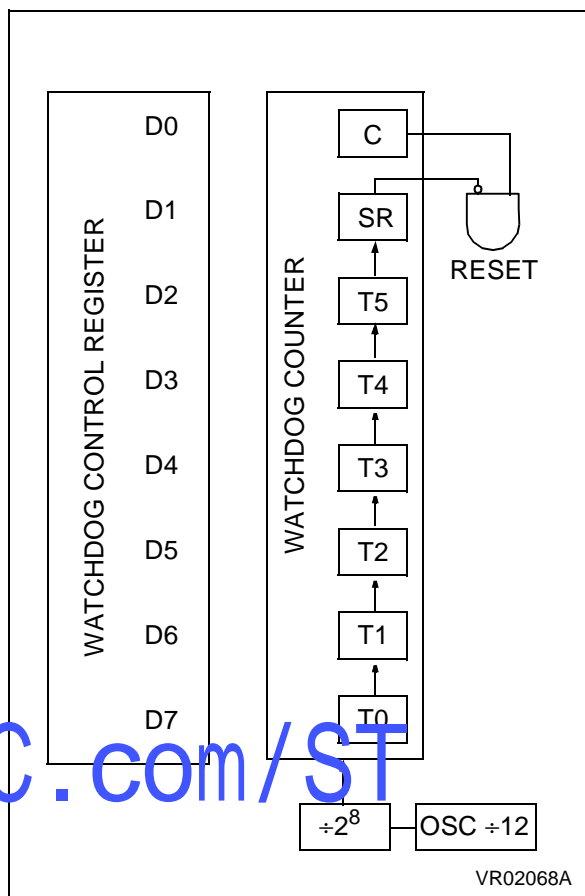 WATCHDOG CONTROL REGISTER
D0
D1
D2
D3
D4
D5
D6
D7
WATCHDOG COUNTER
C
SR
T5
T4
T3
T2
T1
T0
RESET
÷2⁸
OSC ÷12
C.com/ST
VR02068A